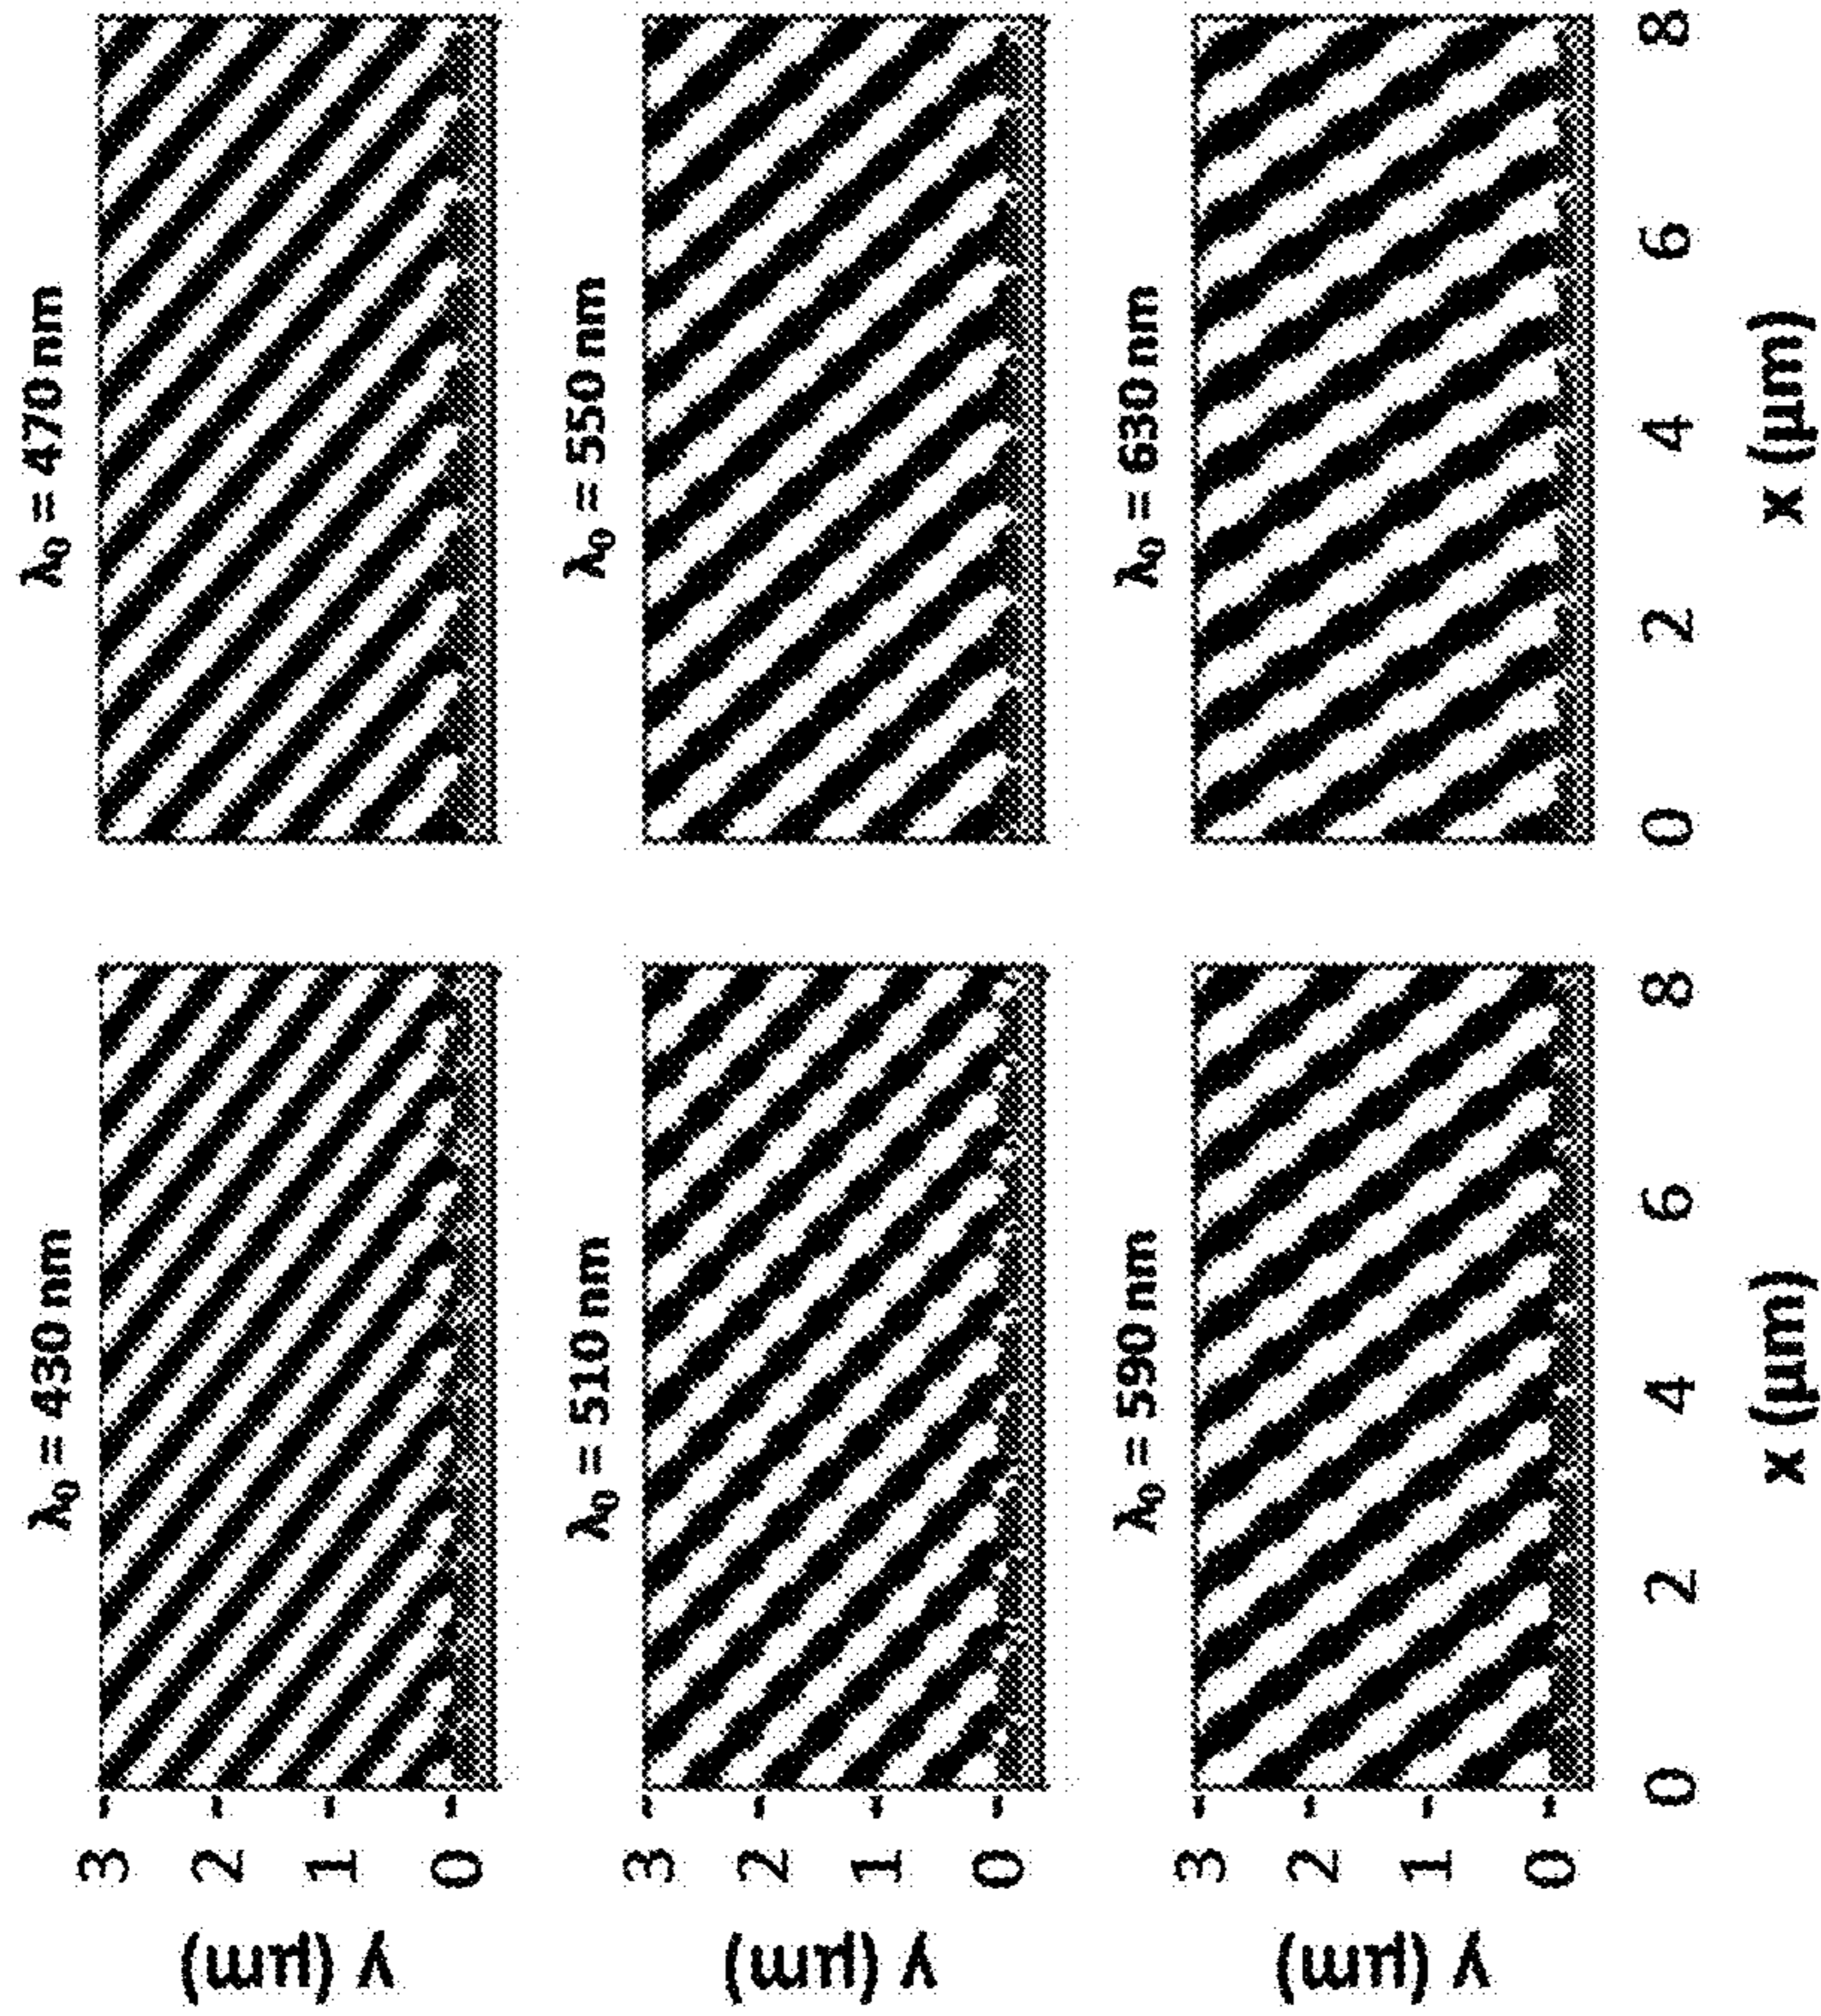 λ₀ = 430 nm
λ₀ = 470 nm
y (μm)
3
2
1
0
λ₀ = 510 nm
λ₀ = 550 nm
y (μm)
3
2
1
0
λ₀ = 590 nm
λ₀ = 630 nm
y (μm)
3
2
1
0
0 2 4 6 8
0 2 4 6 8
x (μm)
x (μm)